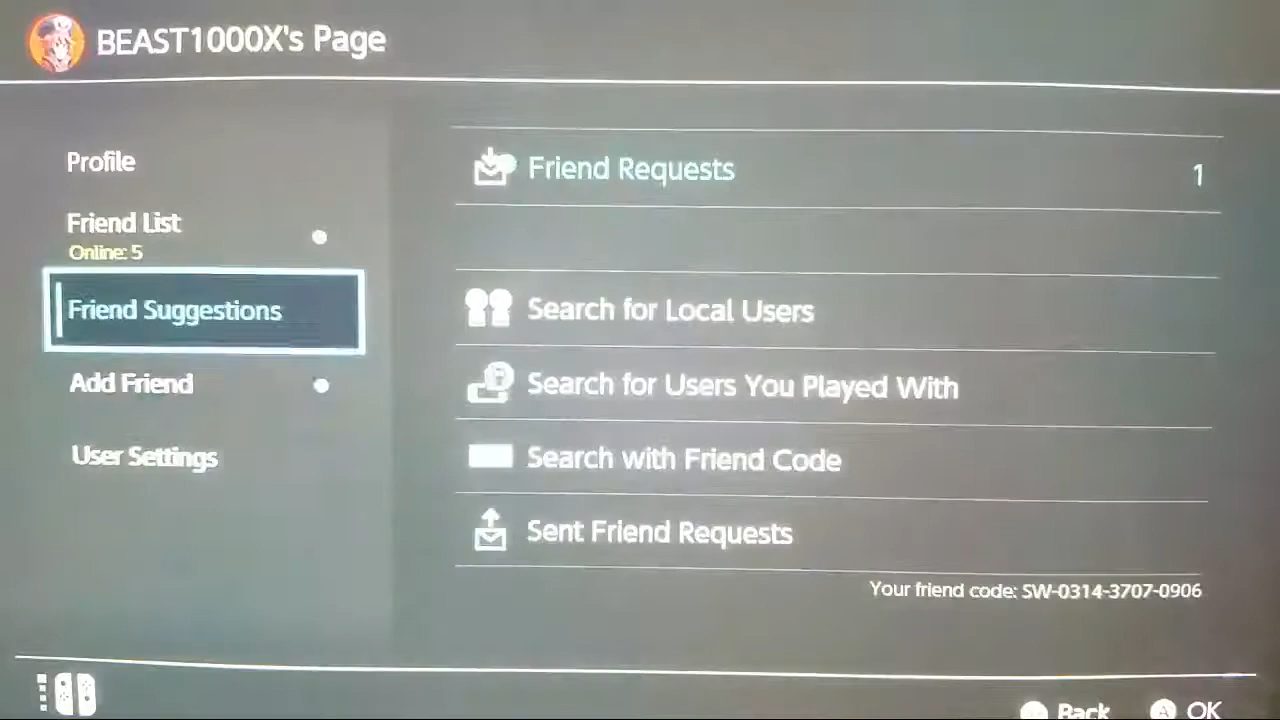 BEAST1000X's Page
Profile
Friend List
Online: 5
Friend Suggestions
Add Friend
User Settings
Friend Requests
1
Search for Local Users
Search for Users You Played With
Search with Friend Code
Sent Friend Requests
Your friend code: SW-0314-3707-0906
Back
A OK